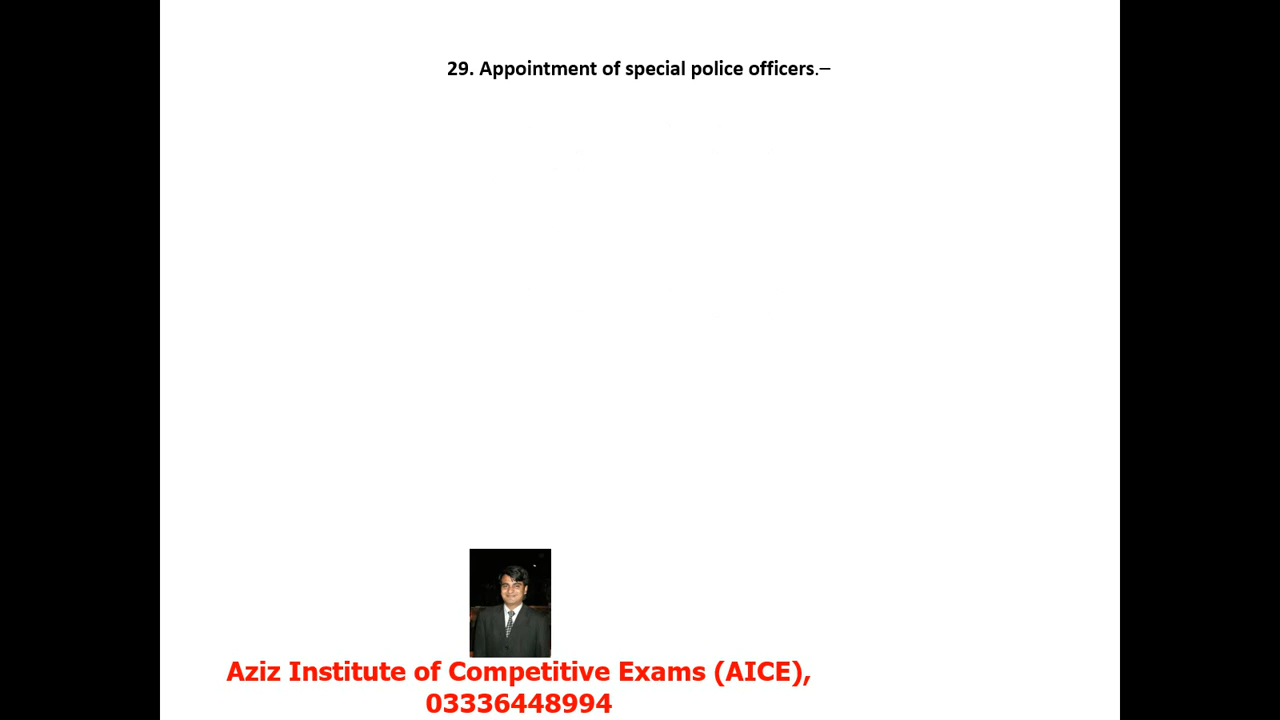 29. Appointment of special police officers.–
Aziz Institute of Competitive Exams (AICE),
03336448994